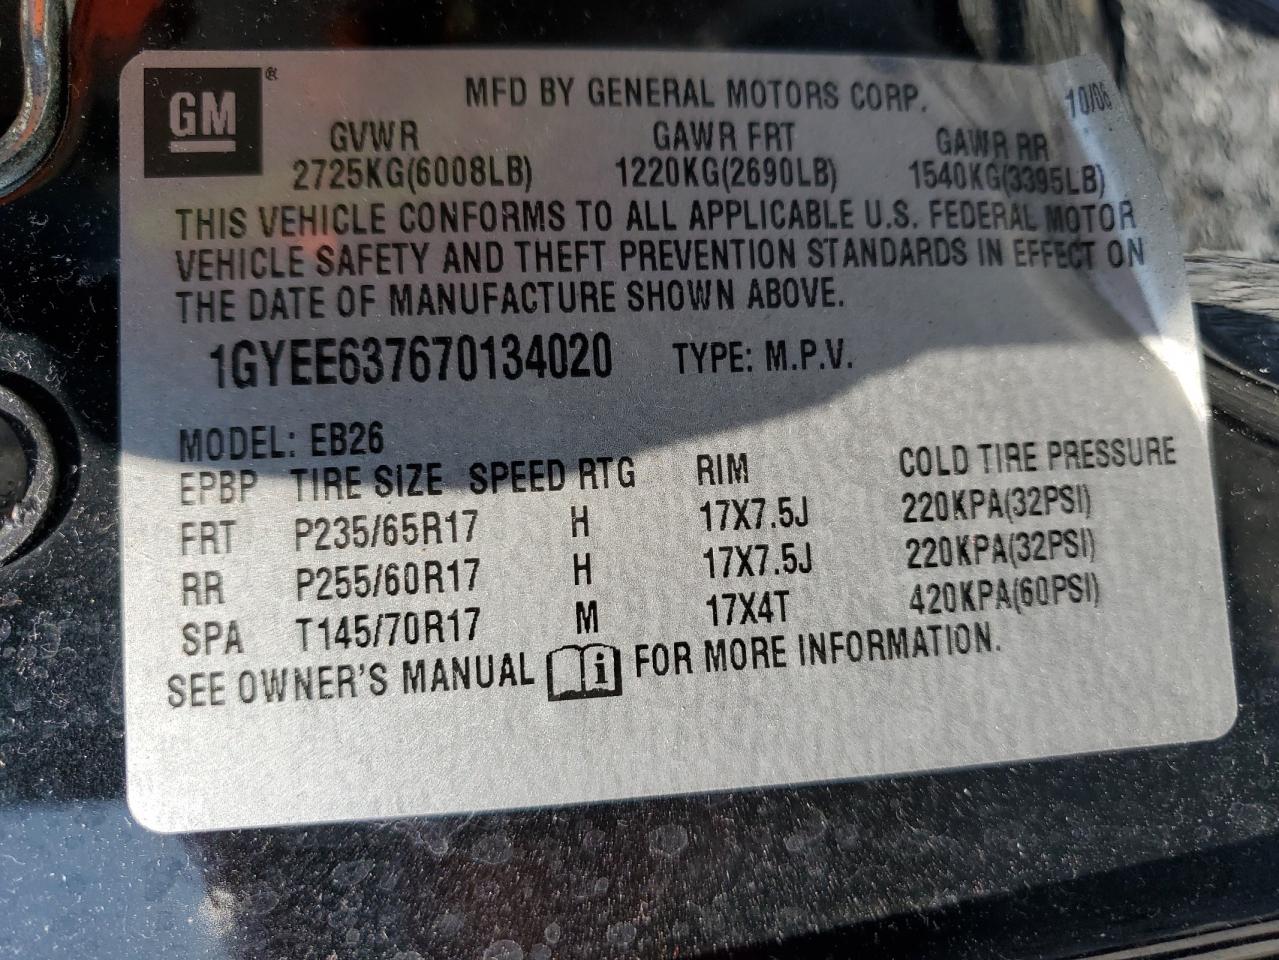 GM ® MFD BY GENERAL MOTORS CORP. 10/06
GVWR GAWR FRT GAWR RR
2725KG(6008LB) 1220KG(2690LB) 1540KG(3395LB)
THIS VEHICLE CONFORMS TO ALL APPLICABLE U.S. FEDERAL MOTOR
VEHICLE SAFETY AND THEFT PREVENTION STANDARDS IN EFFECT ON
THE DATE OF MANUFACTURE SHOWN ABOVE.
1GYEE637670134020 TYPE: M.P.V.
MODEL: EB26
EPBP TIRE SIZE SPEED RTG RIM COLD TIRE PRESSURE
FRT P235/65R17 H 17X7.5J 220KPA(32PSI)
RR P255/60R17 H 17X7.5J 220KPA(32PSI)
SPA T145/70R17 M 17X4T 420KPA(60PSI)
SEE OWNER'S MANUAL i FOR MORE INFORMATION.